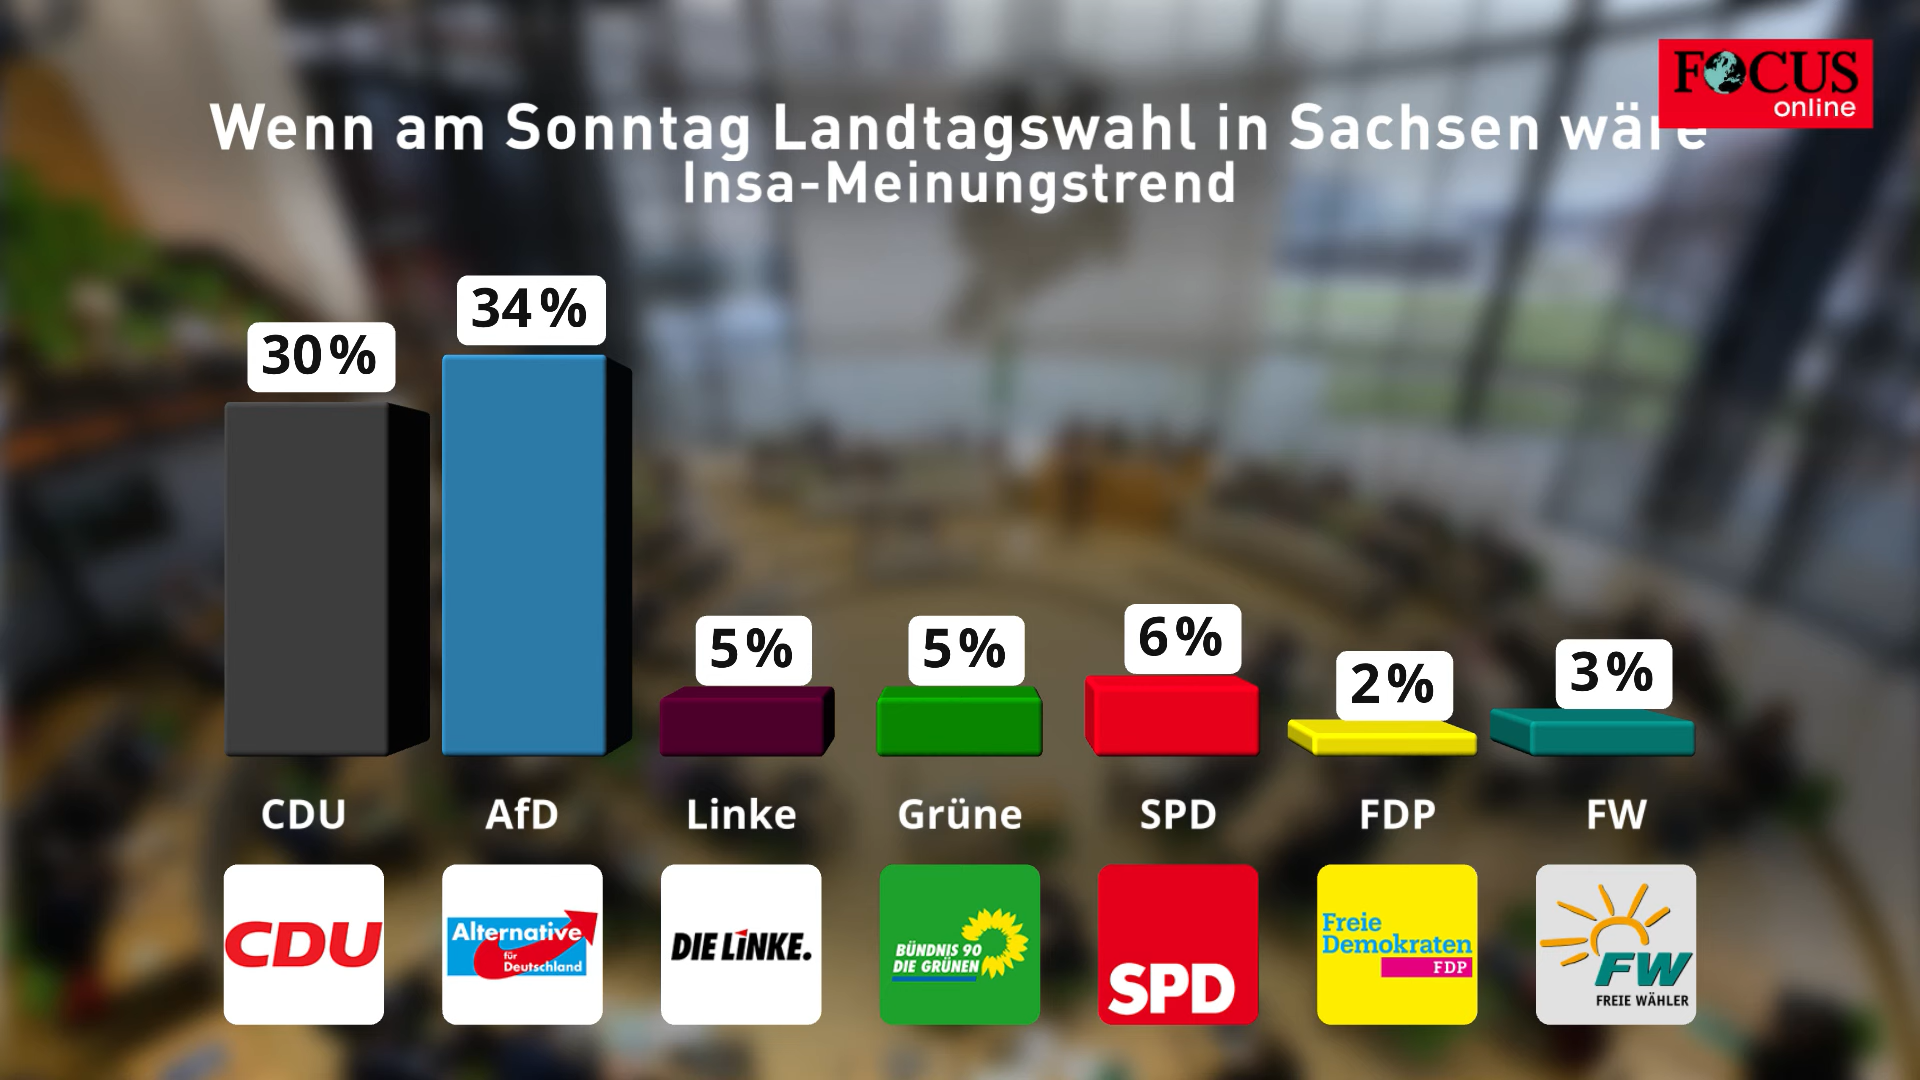 FOCUS
online
Wenn am Sonntag Landtagswahl in Sachsen wäre
Insa-Meinungstrend
30%
34%
5%
5%
6%
2%
3%
CDU
AfD
Linke
Grüne
SPD
FDP
FW
CDU
Alternative
für
Deutschland
DIE LINKE.
BÜNDNIS 90
DIE GRÜNEN
SPD
Freie
Demokraten
FDP
FW
FREIE WÄHLER